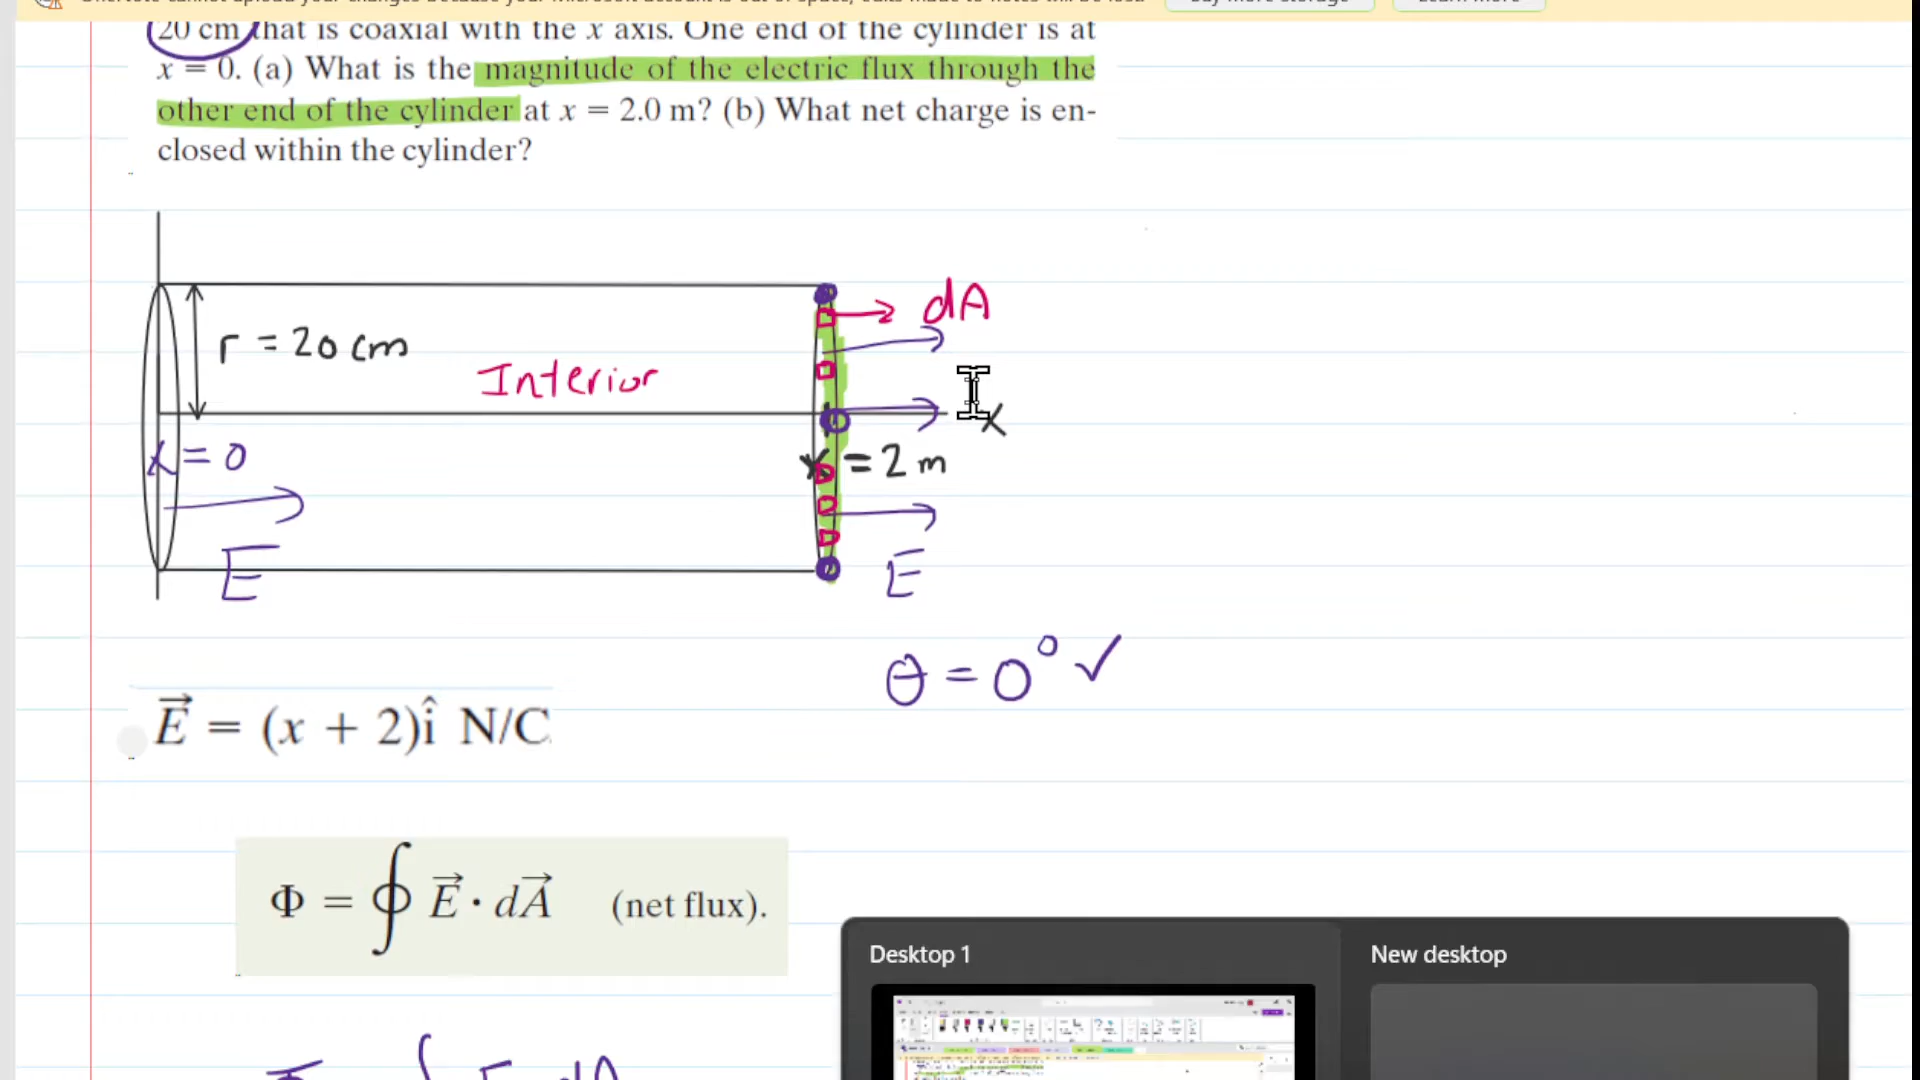 20 cm that is coaxial with the x axis. One end of the cylinder is at
x = 0. (a) What is the magnitude of the electric flux through the
other end of the cylinder at x = 2.0 m? (b) What net charge is en-
closed within the cylinder?
dA
r = 20 cm
Interior
x
x = 0
x = 2 m
E
E
θ = 0° ✓
E⃗ = (x + 2)î N/C
Φ = ∮ E⃗ · dA⃗ (net flux).
Desktop 1
New desktop